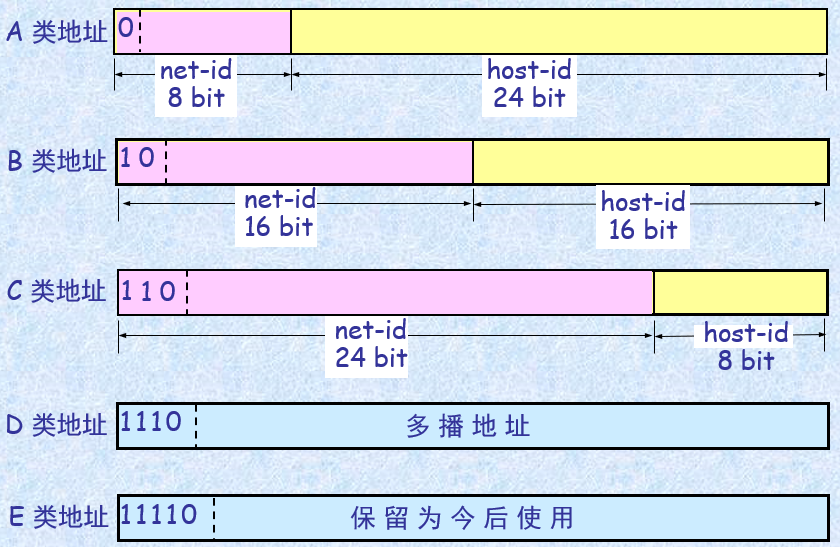 A 类地址 0
net-id host-id
8 bit 24 bit
B 类地址 1 0
net-id host-id
16 bit 16 bit
C 类地址 1 1 0
net-id host-id
24 bit 8 bit
D 类地址 1110 多播地址
E 类地址 11110 保留为今后使用